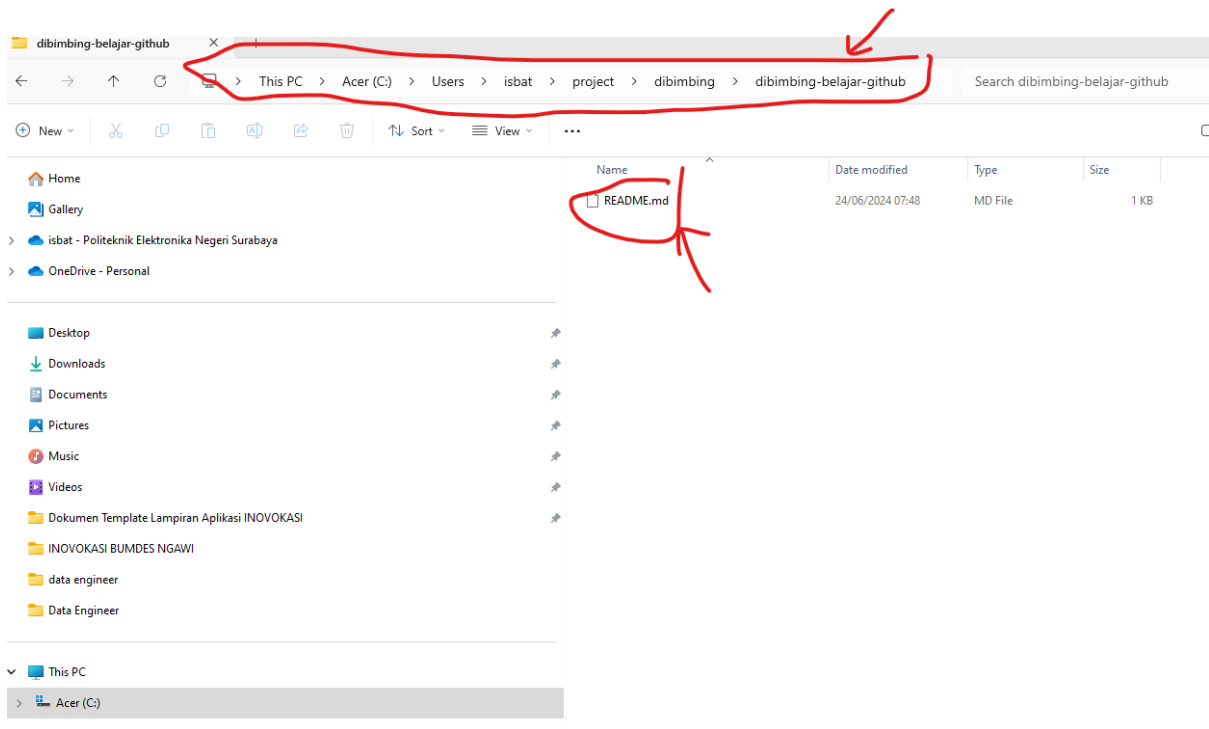 dibimbing-belajar-github
This PC > Acer (C:) > Users > isbat > project > dibimbing > dibimbing-belajar-github
Search dibimbing-belajar-github
New
Sort
View
Home
Gallery
isbat - Politeknik Elektronika Negeri Surabaya
OneDrive - Personal
Desktop
Downloads
Documents
Pictures
Music
Videos
Dokumen Template Lampiran Aplikasi INOVOKASI
INOVOKASI BUMDES NGAWI
data engineer
Data Engineer
This PC
Acer (C:)
Name Date modified Type Size
README.md 24/06/2024 07:48 MD File 1 KB